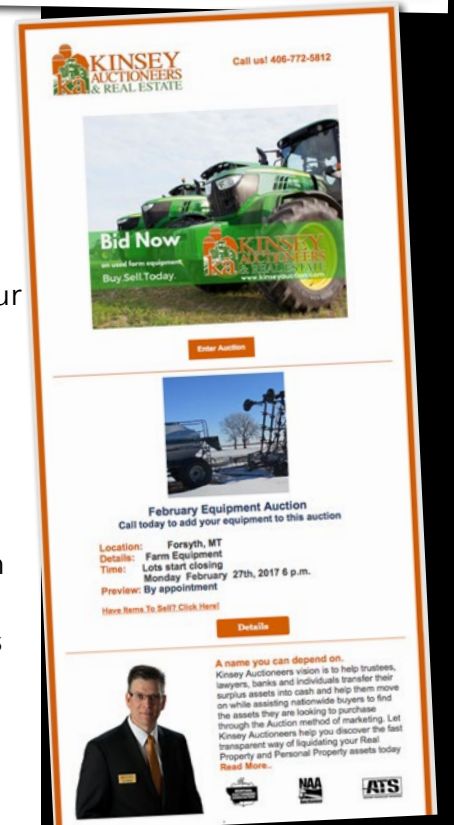 KINSEY
AUCTIONEERS
& REAL ESTATE
ka
Call us! 406-772-5812
Bid Now
on used farm equipment
Buy.Sell.Today.
KINSEY
AUCTIONEERS
& REAL ESTATE
ka
www.kinseyauction.com
ur
Enter Auction
February Equipment Auction
Call today to add your equipment to this auction
Location: Forsyth, MT
Details: Farm Equipment
Time: Lots start closing
Monday February 27th, 2017 6 p.m.
Preview: By appointment
Have Items To Sell? Click Here!
n
s
Details
A name you can depend on.
Kinsey Auctioneers vision is to help trustees,
lawyers, banks and individuals transfer their
surplus assets into cash and help them move
on while assisting nationwide buyers to find
the assets they are looking to purchase
through the Auction method of marketing. Let
Kinsey Auctioneers help you discover the fast
transparent way of liquidating your Real
Property and Personal Property assets today
Read More..
NAA
ATS